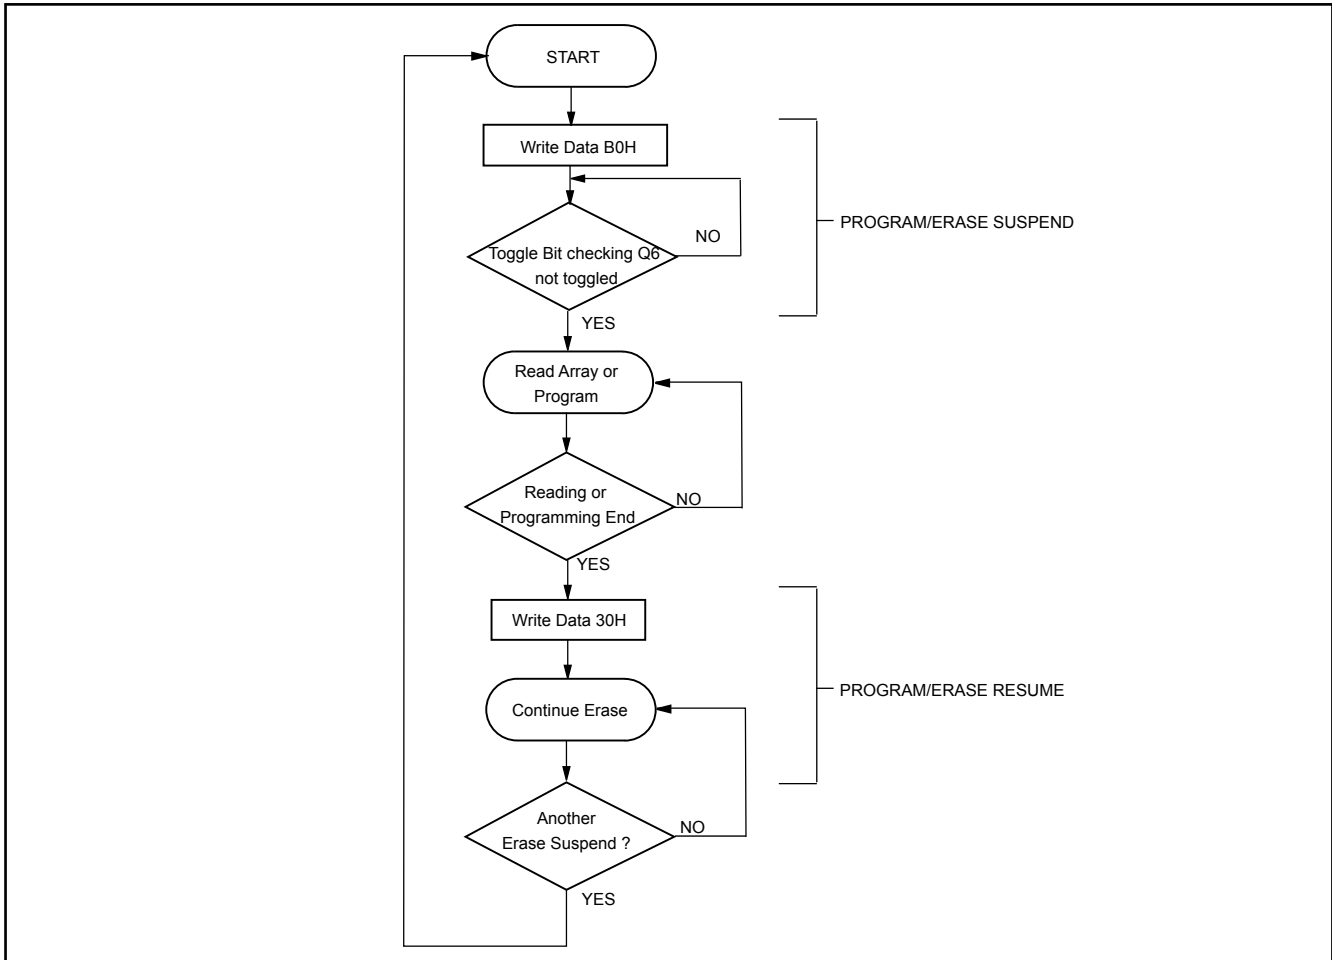 START
Write Data B0H
PROGRAM/ERASE SUSPEND
NO
Toggle Bit checking Q6
not toggled
YES
Read Array or
Program
Reading or
NO
Programming End
YES
Write Data 30H
PROGRAM/ERASE RESUME
Continue Erase
Another
NO
Erase Suspend ?
YES